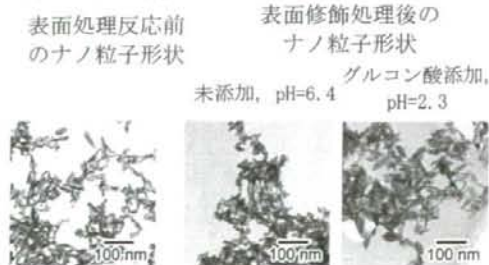 表面処理反応前
のナノ粒子形状
表面修飾処理後の
ナノ粒子形状
未添加, pH=6.4
グルコン酸添加,
pH=2.3
100 nm
100 nm
100 nm